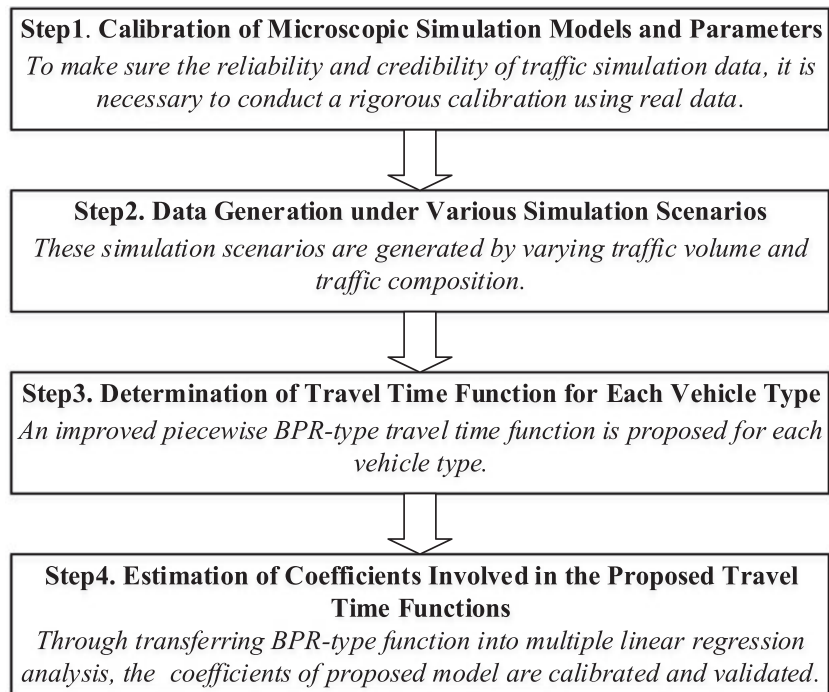 Step1. Calibration of Microscopic Simulation Models and Parameters
To make sure the reliability and credibility of traffic simulation data, it is
necessary to conduct a rigorous calibration using real data.
Step2. Data Generation under Various Simulation Scenarios
These simulation scenarios are generated by varying traffic volume and
traffic composition.
Step3. Determination of Travel Time Function for Each Vehicle Type
An improved piecewise BPR-type travel time function is proposed for each
vehicle type.
Step4. Estimation of Coefficients Involved in the Proposed Travel
Time Functions
Through transferring BPR-type function into multiple linear regression
analysis, the coefficients of proposed model are calibrated and validated.